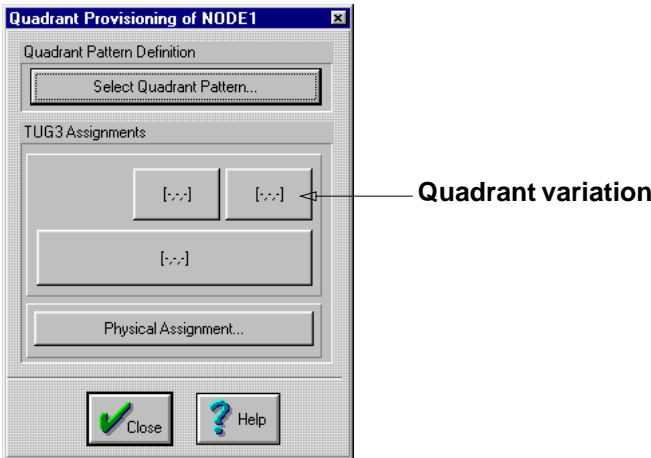 Quadrant Provisioning of NODE1
Quadrant Pattern Definition
Select Quadrant Pattern...
TUG3 Assignments
[-,-,-] [-,-,-]
Quadrant variation
[-,-,-]
Physical Assignment...
Close
Help